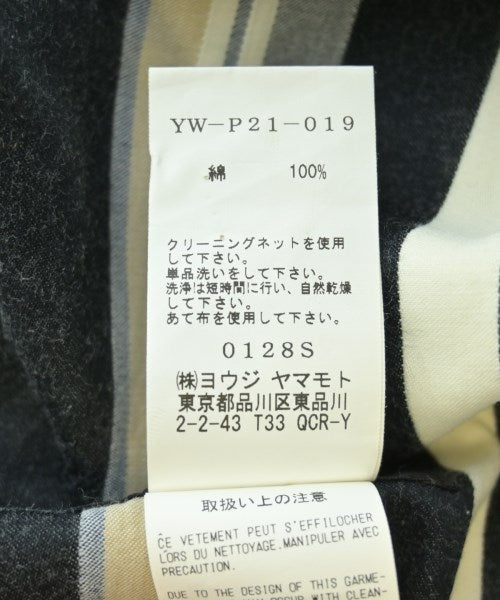 YW-P21-019
綿 100%
クリーニングネットを使用
して下さい。
単品洗いをして下さい。
洗浄は短時間に行い、自然乾燥
して下さい。
あて布を使用して下さい。
0128S
㈱ヨウジ ヤマモト
東京都品川区東品川
2-2-43 T33 QCR-Y
取扱い上の注意
CE VETEMENT PEUT S'EFFILOCHER
LORS DU NETTOYAGE.MANIPULER AVEC
PRECAUTION.
DUE TO THE DESIGN OF THIS GARME-
OCCUR WITH CLEAN-